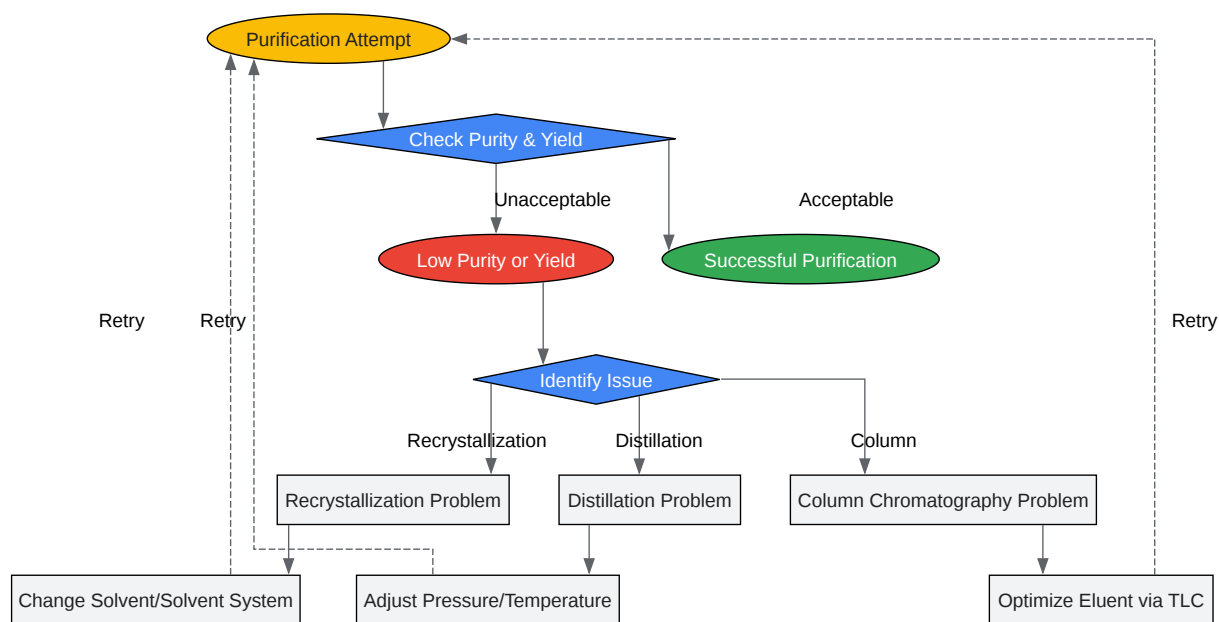 Purification Attempt
Check Purity & Yield
Unacceptable
Acceptable
Low Purity or Yield
Successful Purification
Retry
Retry
Retry
Identify Issue
Recrystallization
Distillation
Column
Recrystallization Problem
Distillation Problem
Column Chromatography Problem
Change Solvent/Solvent System
Adjust Pressure/Temperature
Optimize Eluent via TLC